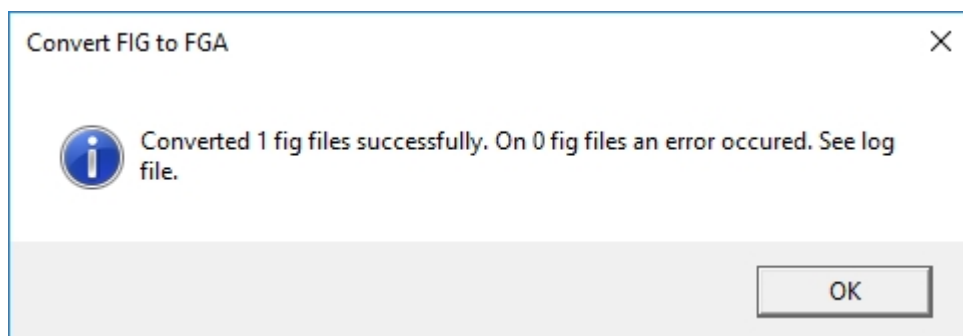 Convert FIG to FGA
Converted 1 fig files successfully. On 0 fig files an error occured. See log
file.
OK